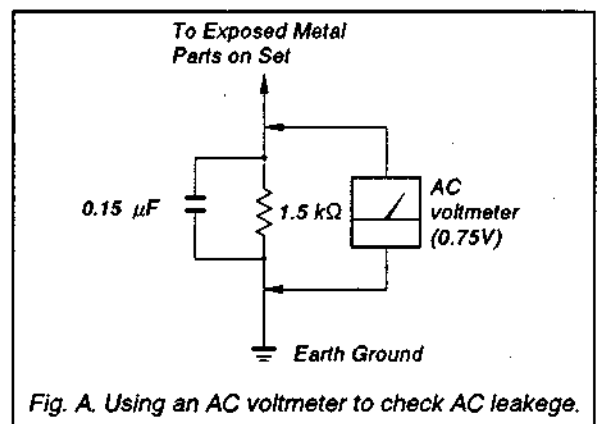 To Exposed Metal
Parts on Set
0.15 μF
1.5 kΩ
AC
voltmeter
(0.75V)
Earth Ground
Fig. A. Using an AC voltmeter to check AC leakege.